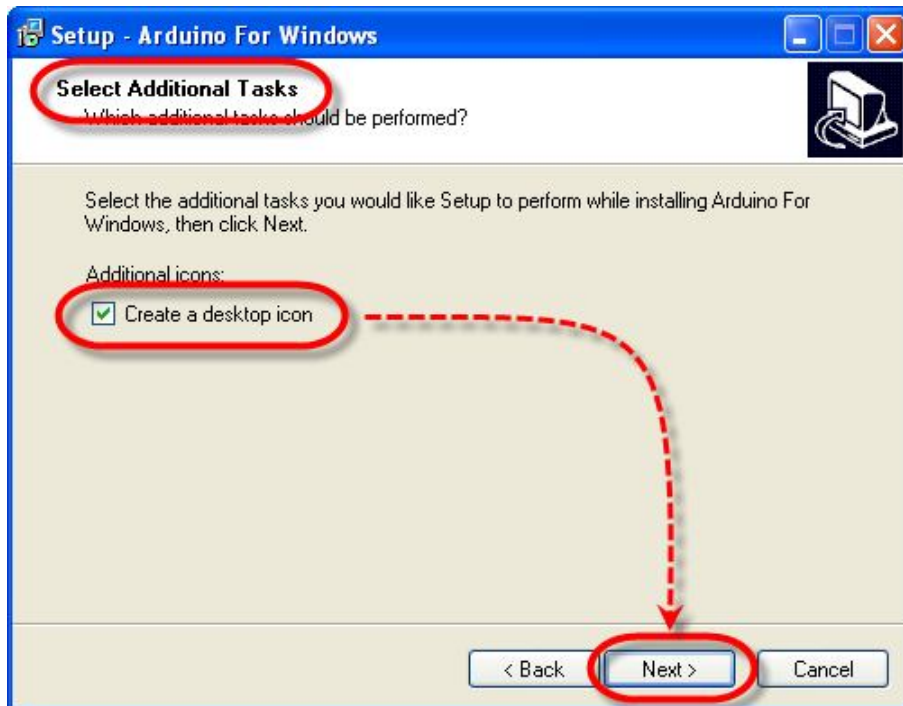 Setup - Arduino For Windows
Select Additional Tasks
Which additional tasks should be performed?
Select the additional tasks you would like Setup to perform while installing Arduino For
Windows, then click Next.
Additional icons:
Create a desktop icon
< Back
Next >
Cancel